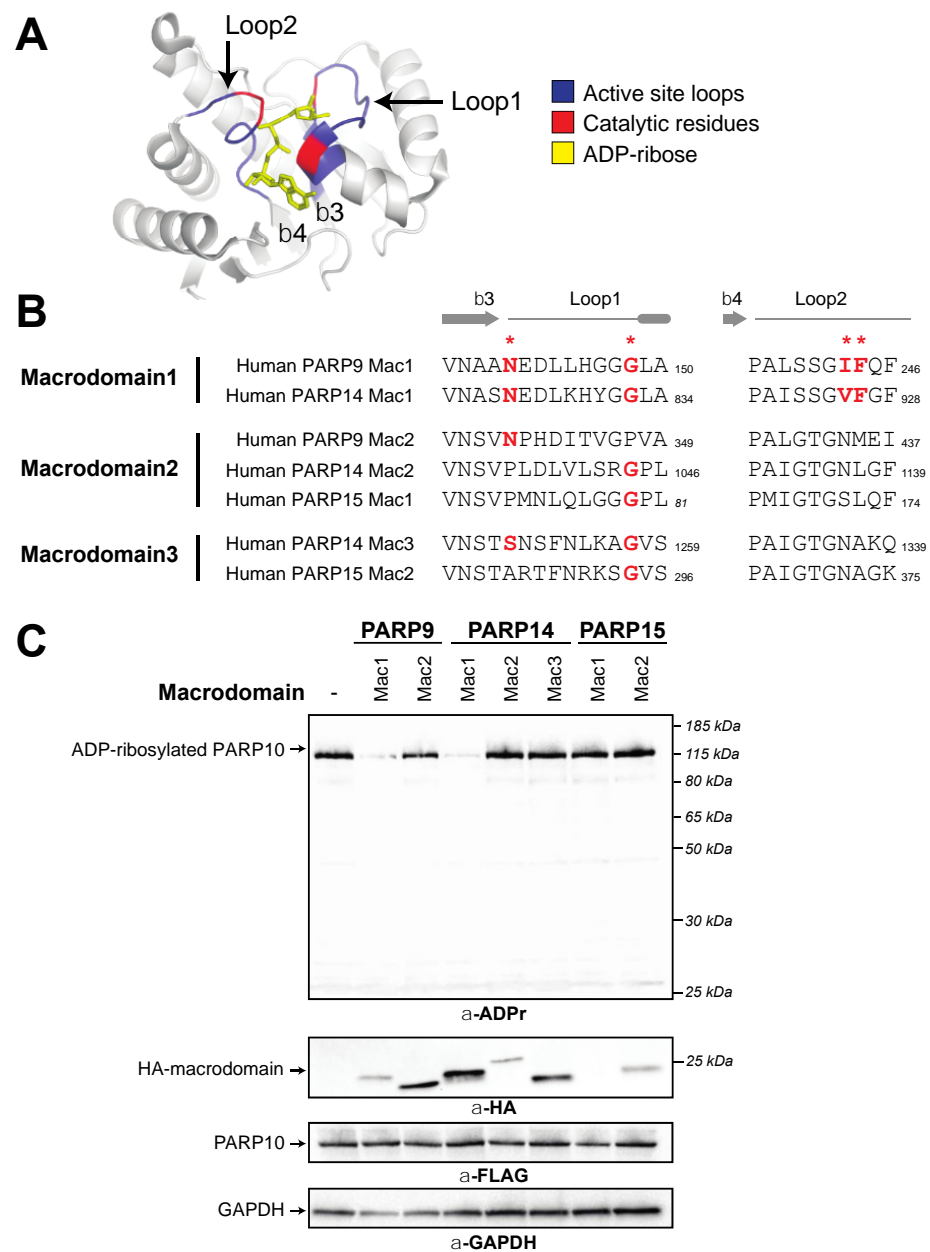 A
Loop2
Loop1
Active site loops
Catalytic residues
ADP-ribose
b3
b4
B
b3 Loop1 b4 Loop2
* * * *
Macrodomain1
Human PARP9 Mac1 VNAANEDLLHGGGLA 150 PALSSGIFQF 246
Human PARP14 Mac1 VNASNEDLKHYGGLA 834 PAISSGVFGF 928
Macrodomain2
Human PARP9 Mac2 VNSVNPHDITVGPVA 349 PALGTGNMEI 437
Human PARP14 Mac2 VNSVPLDLVLSRGPL 1046 PAIGTGNLGF 1139
Human PARP15 Mac1 VNSVPMNLQLGGGPL 81 PMIGTGSLQF 174
Macrodomain3
Human PARP14 Mac3 VNSTSNSFNLKAGVS 1259 PAIGTGNAKQ 1339
Human PARP15 Mac2 VNSTARTFNRKSGVS 296 PAIGTGNAGK 375
C
PARP9 PARP14 PARP15
Macrodomain - Mac1 Mac2 Mac1 Mac2 Mac3 Mac1 Mac2
ADP-ribosylated PARP10
185 kDa
115 kDa
80 kDa
65 kDa
50 kDa
30 kDa
25 kDa
a-ADPr
HA-macrodomain
25 kDa
a-HA
PARP10
a-FLAG
GAPDH
a-GAPDH